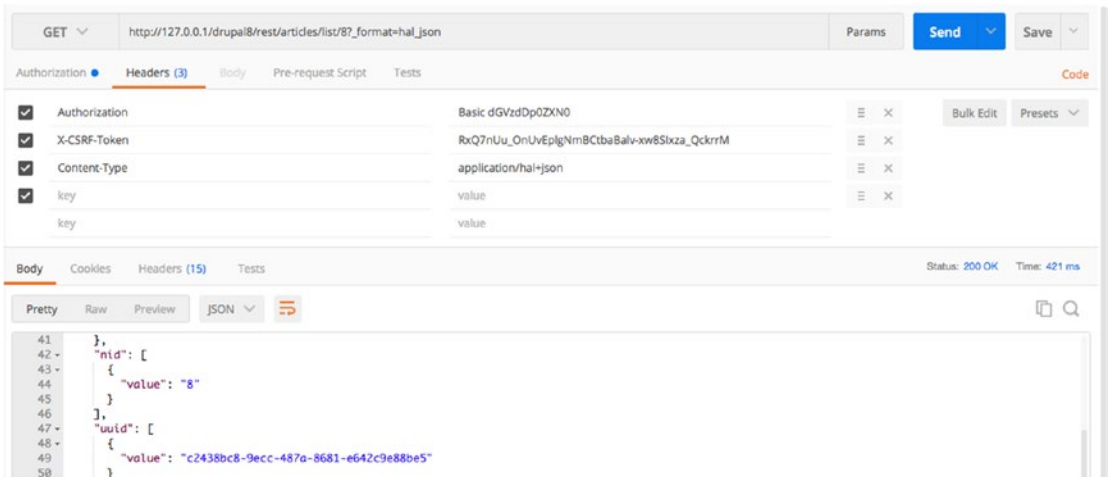 GET http://127.0.0.1/drupal8/rest/articles/list/8?_format=hal_json Params Send Save
Authorization Headers (3) Body Pre-request Script Tests Code
Authorization Basic dGVzdDp0ZXN0 Bulk Edit Presets
X-CSRF-Token RxQ7nUu_OnUvEplgNmBCtbaBalv-xw8SIxza_QckrrM
Content-Type application/hal+json
key value
key value
Body Cookies Headers (15) Tests Status: 200 OK Time: 421 ms
Pretty Raw Preview JSON
41 },
42 "nid": [
43 {
44 "value": "8"
45 }
46 ],
47 "uuid": [
48 {
49 "value": "c2438bc8-9ecc-487a-8681-e642c9e88be5"
50 }